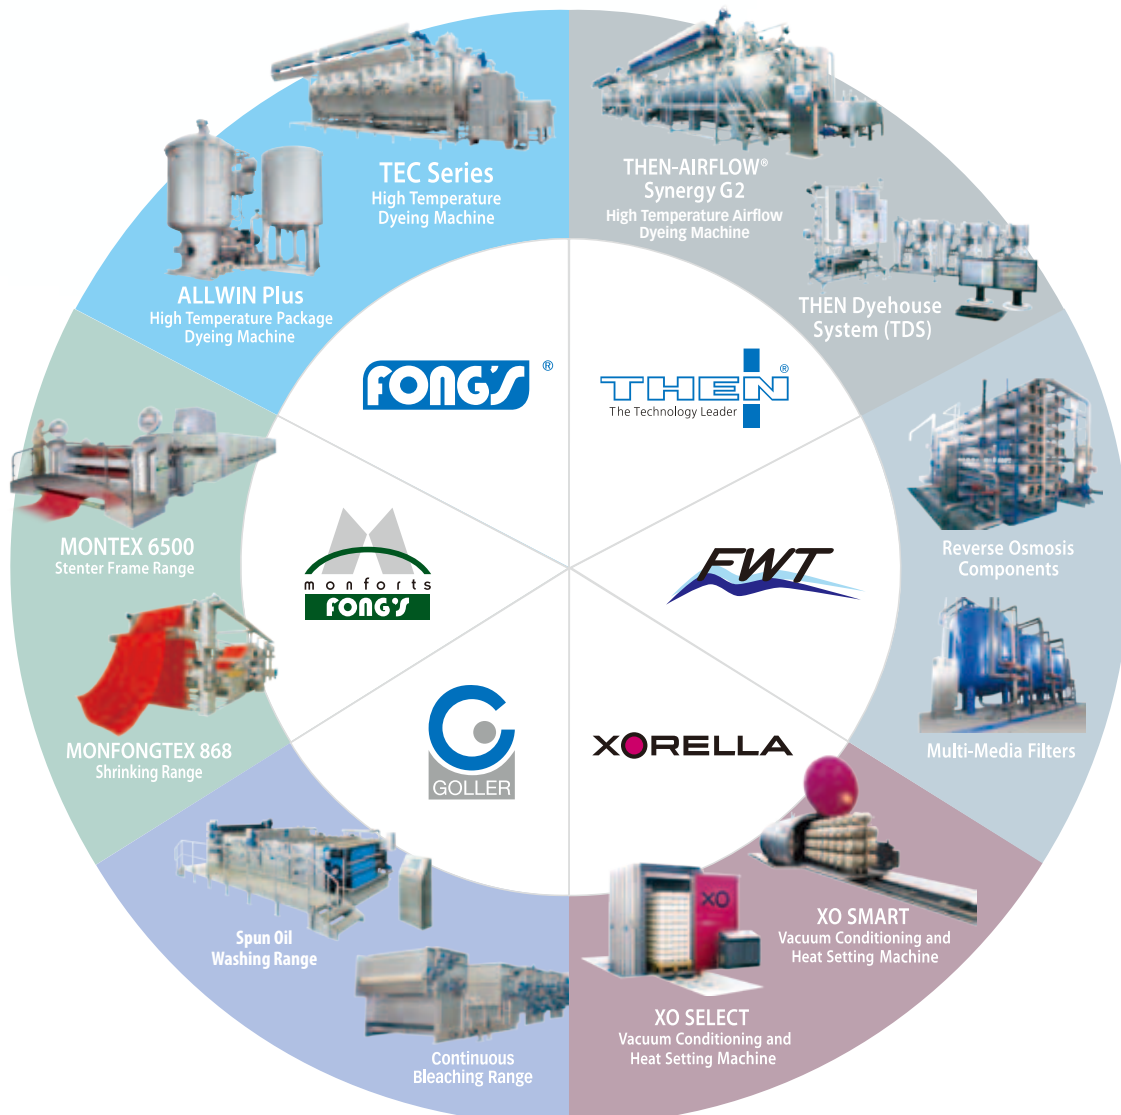 TEC Series
High Temperature
Dyeing Machine
ALLWIN Plus
High Temperature Package
Dyeing Machine
FONG'S ®
THEN-AIRFLOW®
Synergy G2
High Temperature Airflow
Dyeing Machine
THEN Dyehouse
System (TDS)
THEN ®
The Technology Leader
MONTEX 6500
Stenter Frame Range
MONFONGTEX 868
Shrinking Range
monforts
FONG'S
FWT
Reverse Osmosis
Components
Multi-Media Filters
GOLLER
Spun Oil
Washing Range
Continuous
Bleaching Range
XORELLA
XO
XO SMART
Vacuum Conditioning and
Heat Setting Machine
XO SELECT
Vacuum Conditioning and
Heat Setting Machine